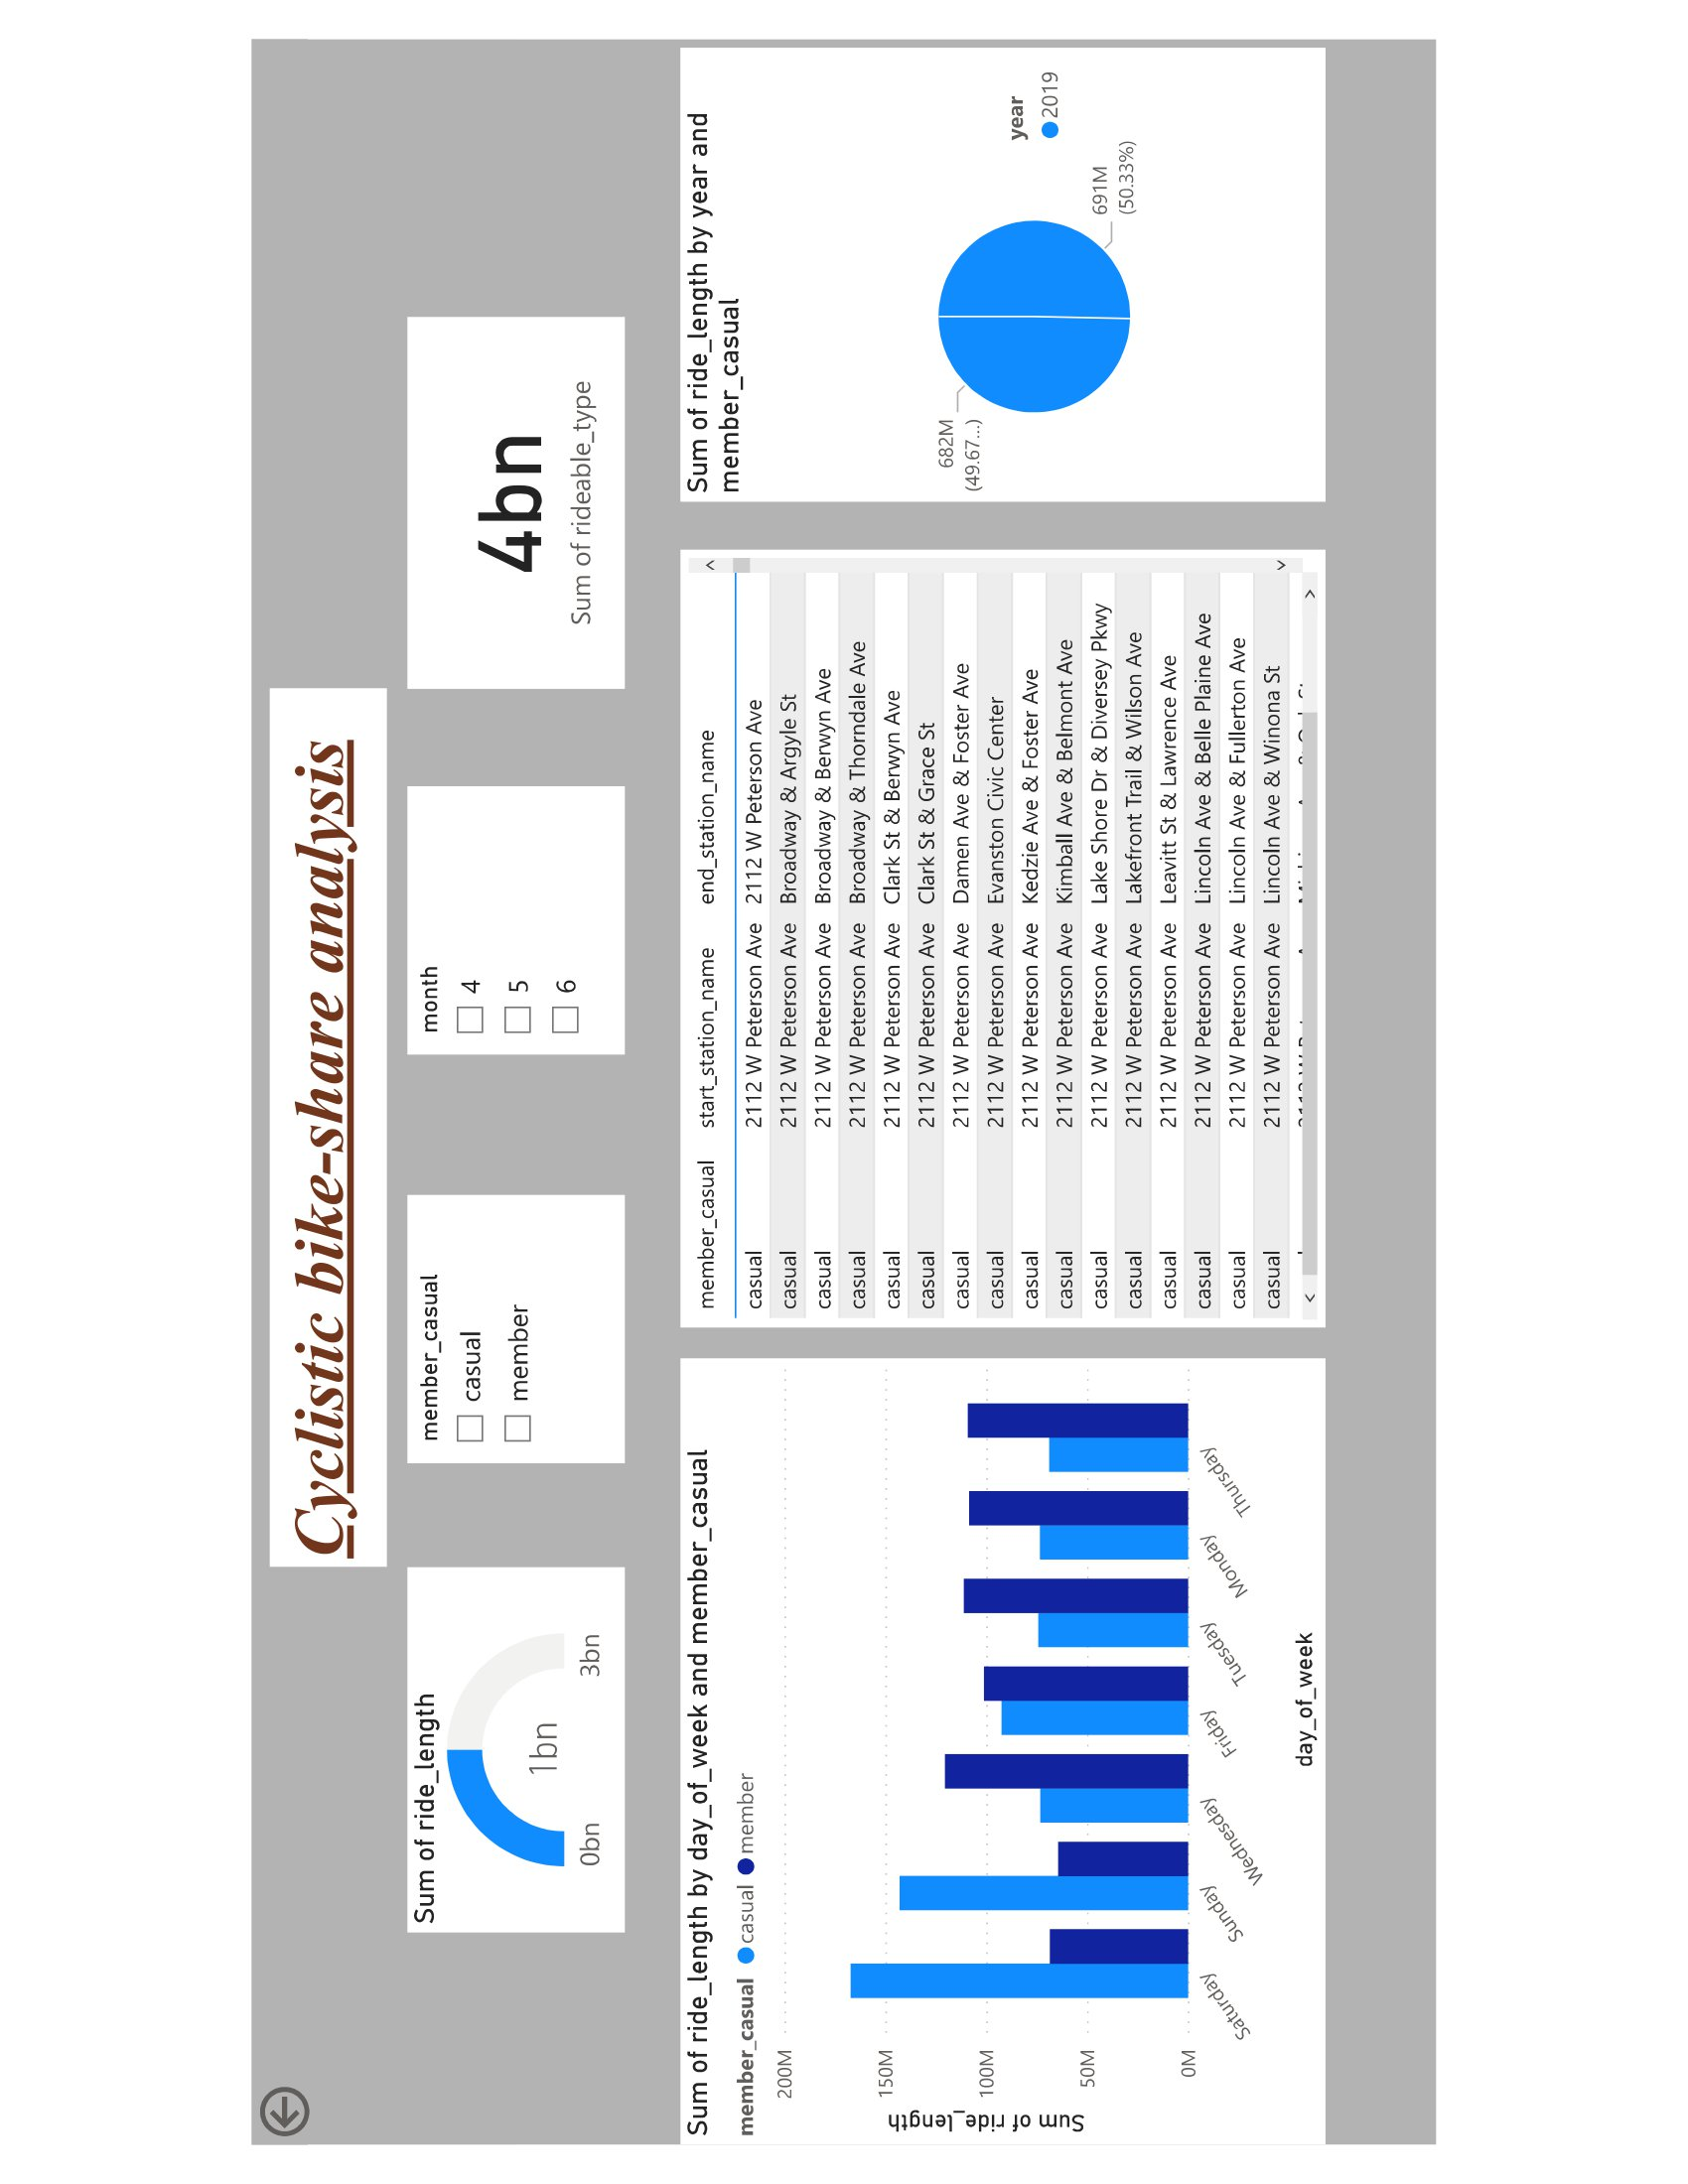 Cyclistic bike-share analysis
Sum of ride_length
1bn
0bn
3bn
member_casual
casual
member
month
4
5
6
4bn
Sum of rideable_type
Sum of ride_length by day_of_week and member_casual
member_casual casual member
200M
150M
100M
50M
0M
Sum of ride_length
Saturday
Sunday
Wednesday
Friday
Tuesday
Monday
Thursday
day_of_week
member_casual start_station_name end_station_name
casual 2112 W Peterson Ave 2112 W Peterson Ave
casual 2112 W Peterson Ave Broadway & Argyle St
casual 2112 W Peterson Ave Broadway & Berwyn Ave
casual 2112 W Peterson Ave Broadway & Thorndale Ave
casual 2112 W Peterson Ave Clark St & Berwyn Ave
casual 2112 W Peterson Ave Clark St & Grace St
casual 2112 W Peterson Ave Damen Ave & Foster Ave
casual 2112 W Peterson Ave Evanston Civic Center
casual 2112 W Peterson Ave Kedzie Ave & Foster Ave
casual 2112 W Peterson Ave Kimball Ave & Belmont Ave
casual 2112 W Peterson Ave Lake Shore Dr & Diversey Pkwy
casual 2112 W Peterson Ave Lakefront Trail & Wilson Ave
casual 2112 W Peterson Ave Leavitt St & Lawrence Ave
casual 2112 W Peterson Ave Lincoln Ave & Belle Plaine Ave
casual 2112 W Peterson Ave Lincoln Ave & Fullerton Ave
casual 2112 W Peterson Ave Lincoln Ave & Winona St
Sum of ride_length by year and
member_casual
682M
(49.67...)
691M
(50.33%)
year
2019